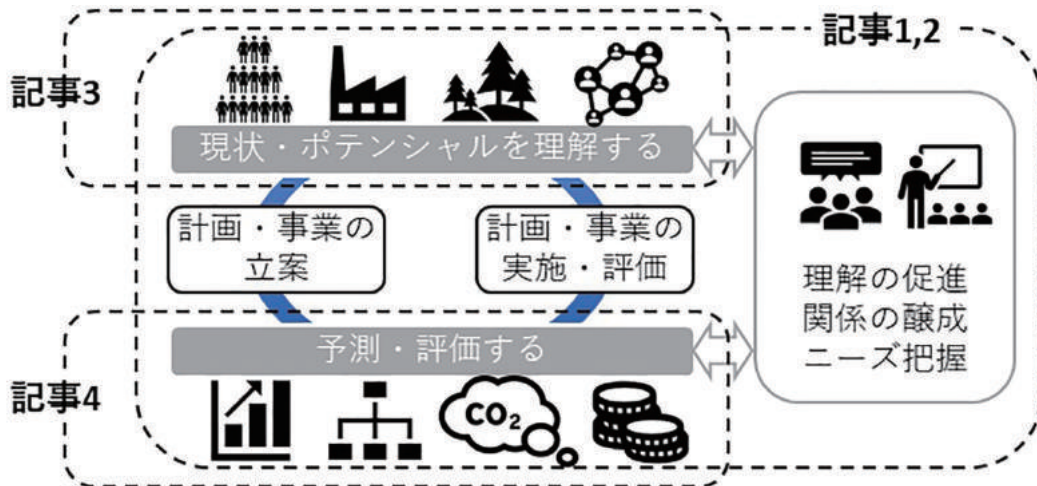 記事1,2
記事3
現状・ポテンシャルを理解する
計画・事業の
立案
計画・事業の
実施・評価
理解の促進
関係の醸成
ニーズ把握
予測・評価する
記事4
CO₂